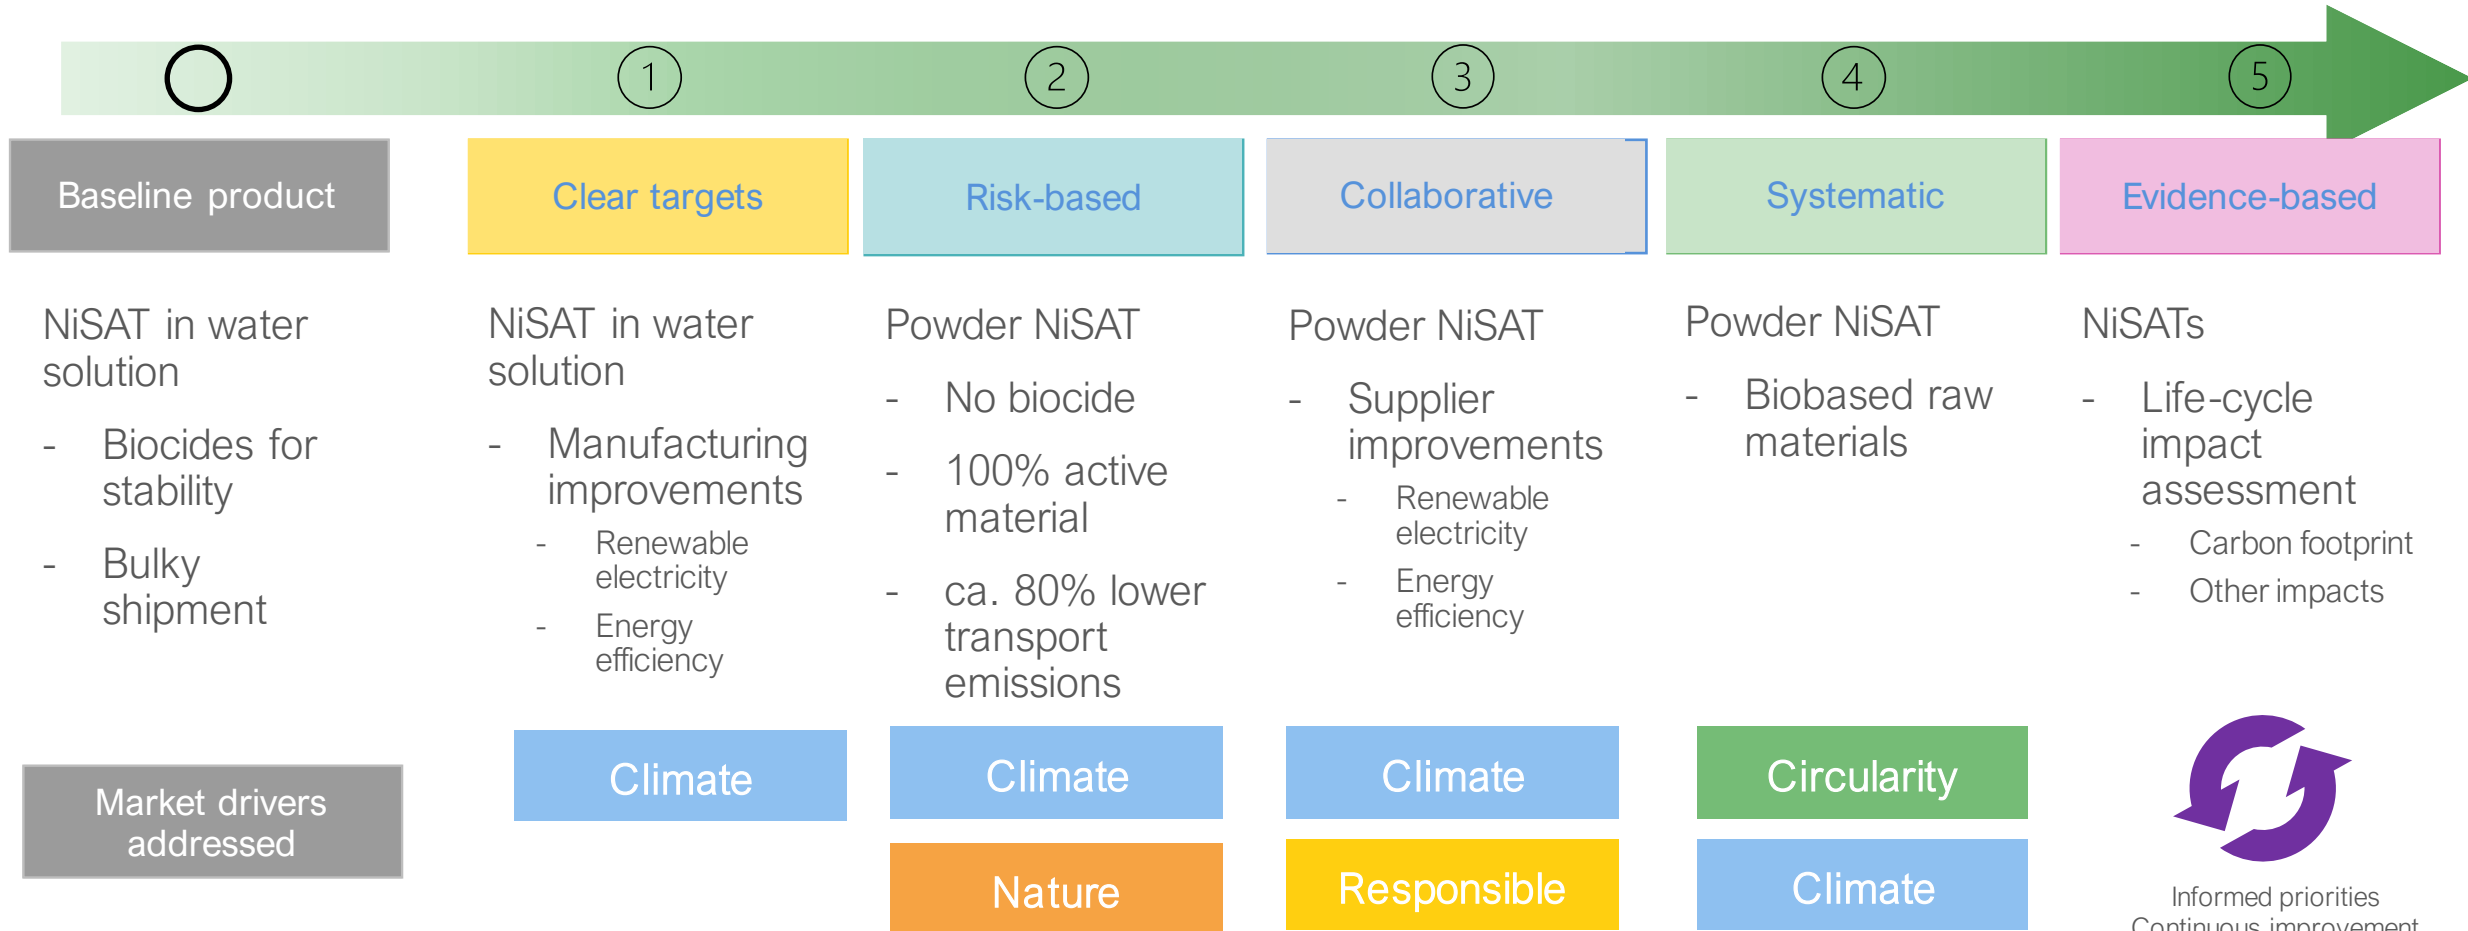 1
2
3
4
5
Baseline product
Clear targets
Risk-based
Collaborative
Systematic
Evidence-based
NiSAT in water
solution
- Biocides for
stability
- Bulky
shipment
NiSAT in water
solution
- Manufacturing
improvements
- Renewable
electricity
- Energy
efficiency
Powder NiSAT
- No biocide
- 100% active
material
- ca. 80% lower
transport
emissions
Powder NiSAT
- Supplier
improvements
- Renewable
electricity
- Energy
efficiency
Powder NiSAT
- Biobased raw
materials
NiSATs
- Life-cycle
impact
assessment
- Carbon footprint
- Other impacts
Market drivers
addressed
Climate
Climate
Nature
Climate
Responsible
Circularity
Climate
Informed priorities
Continuous improvement